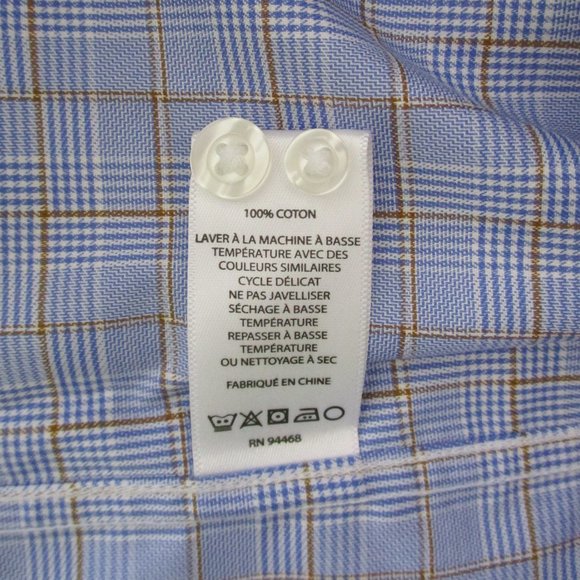 100% COTON
LAVER À LA MACHINE À BASSE
TEMPÉRATURE AVEC DES
COULEURS SIMILAIRES
CYCLE DÉLICAT
NE PAS JAVELLISER
SÉCHAGE À BASSE
TEMPÉRATURE
REPASSER À BASSE
TEMPÉRATURE
OU NETTOYAGE À SEC
FABRIQUÉ EN CHINE
RN 94468